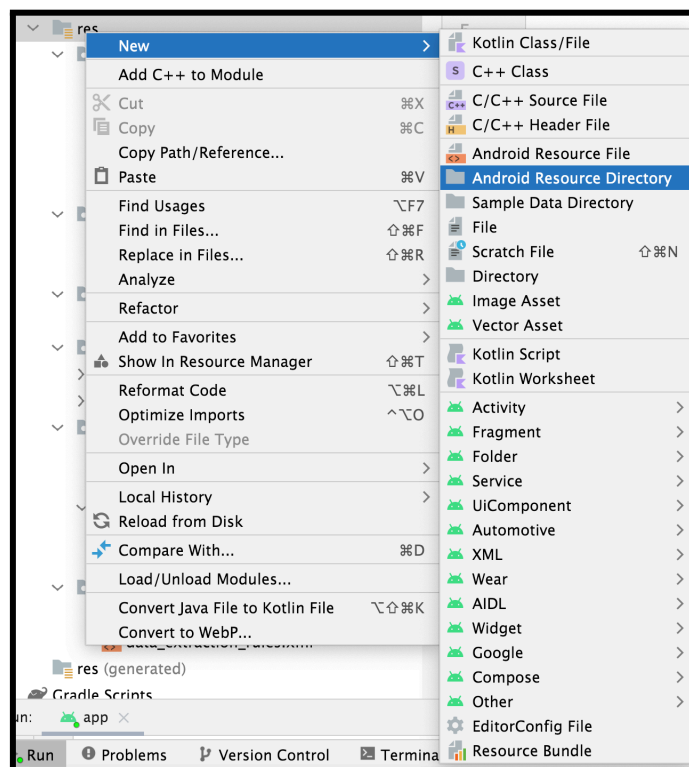 res
New
Add C++ to Module
Cut ⌘X
Copy ⌘C
Copy Path/Reference...
Paste ⌘V
Find Usages ⌥F7
Find in Files... ⇧⌘F
Replace in Files... ⇧⌘R
Analyze
Refactor
Add to Favorites
Show In Resource Manager ⇧⌘T
Reformat Code ⌥⌘L
Optimize Imports ^⌥O
Override File Type
Open In
Local History
Reload from Disk
Compare With... ⌘D
Load/Unload Modules...
Convert Java File to Kotlin File ⌥⇧⌘K
Convert to WebP...
Kotlin Class/File
S C++ Class
C++ C/C++ Source File
H C/C++ Header File
Android Resource File
Android Resource Directory
Sample Data Directory
File
Scratch File ⇧⌘N
Directory
Image Asset
Vector Asset
Kotlin Script
Kotlin Worksheet
Activity
Fragment
Folder
Service
UiComponent
Automotive
XML
Wear
AIDL
Widget
Google
Compose
Other
EditorConfig File
Resource Bundle
data_extraction_rules.xml
res (generated)
Gradle Scripts
un: app
Run Problems Version Control Termina